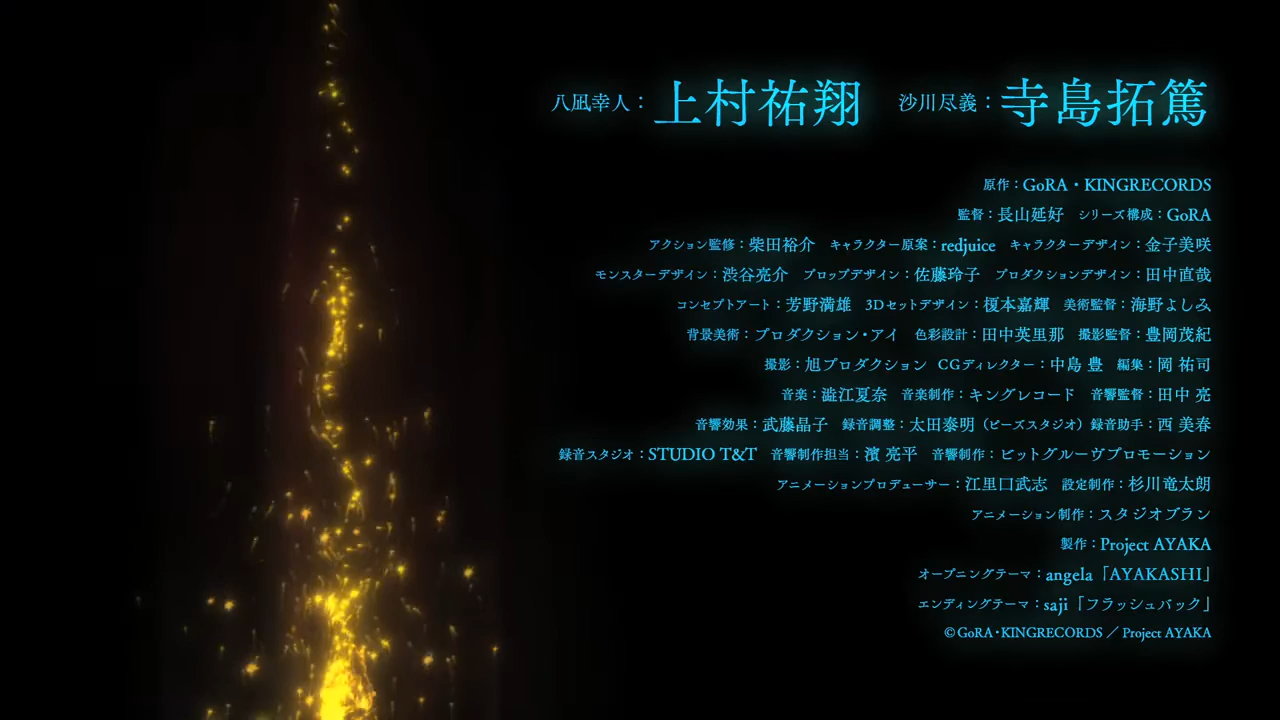 八凪幸人：上村祐翔　沙川尽義：寺島拓篤
原作：GoRA・KINGRECORDS
監督：長山延好　シリーズ構成：GoRA
アクション監修：柴田裕介　キャラクター原案：redjuice　キャラクターデザイン：金子美咲
モンスターデザイン：渋谷亮介　プロップデザイン：佐藤玲子　プロダクションデザイン：田中直哉
コンセプトアート：芳野満雄　3Dセットデザイン：榎本嘉輝　美術監督：海野よしみ
背景美術：プロダクション・アイ　色彩設計：田中英里那　撮影監督：豊岡茂紀
撮影：旭プロダクション　CGディレクター：中島 豊　編集：岡 祐司
音楽：澁江夏奈　音楽制作：キングレコード　音響監督：田中 亮
音響効果：武藤晶子　録音調整：太田泰明（ビーズスタジオ）録音助手：西 美春
録音スタジオ：STUDIO T&T　音響制作担当：濱 亮平　音響制作：ビットグルーヴプロモーション
アニメーションプロデューサー：江里口武志　設定制作：杉川竜太朗
アニメーション制作：スタジオブラン
製作：Project AYAKA
オープニングテーマ：angela「AYAKASHI」
エンディングテーマ：saji「フラッシュバック」
©GoRA・KINGRECORDS ／ Project AYAKA